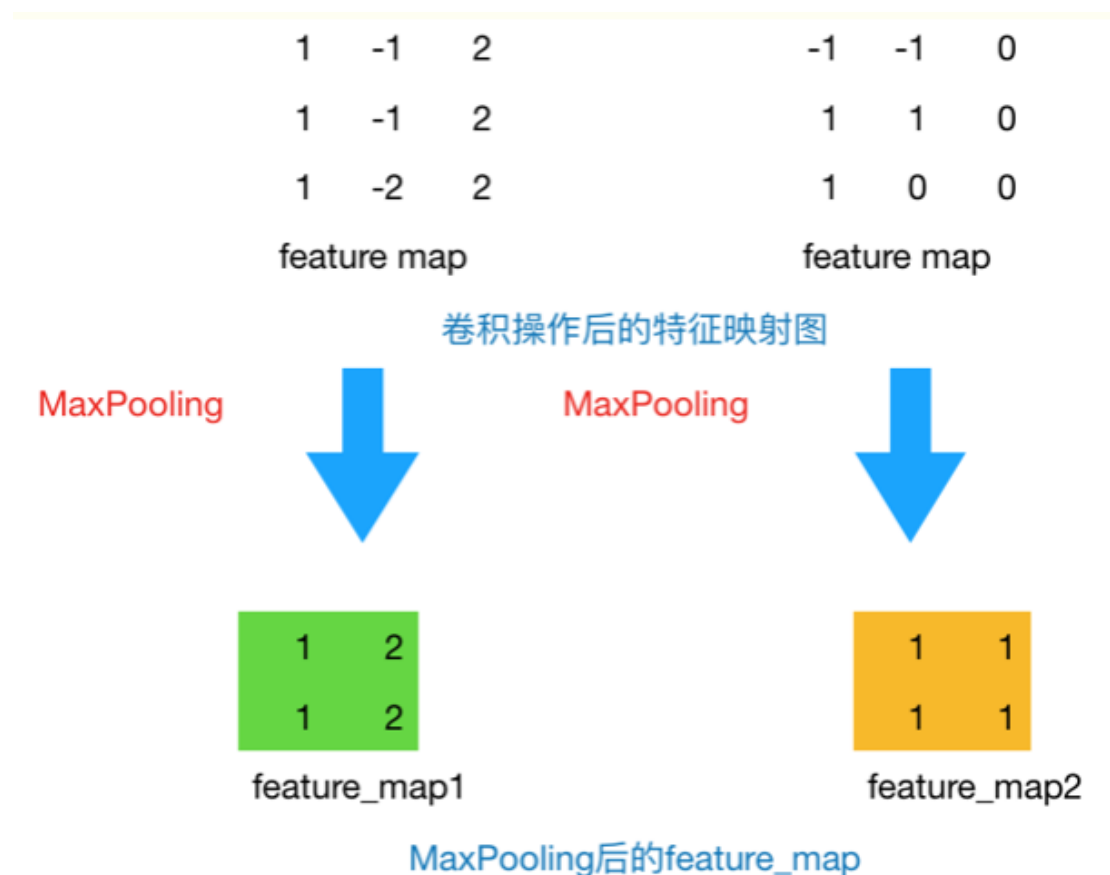 1 -1 2 -1 -1 0
1 -1 2 1 1 0
1 -2 2 1 0 0
feature map feature map
卷积操作后的特征映射图
MaxPooling MaxPooling
1 2 1 1
1 2 1 1
feature_map1 feature_map2
MaxPooling后的feature_map